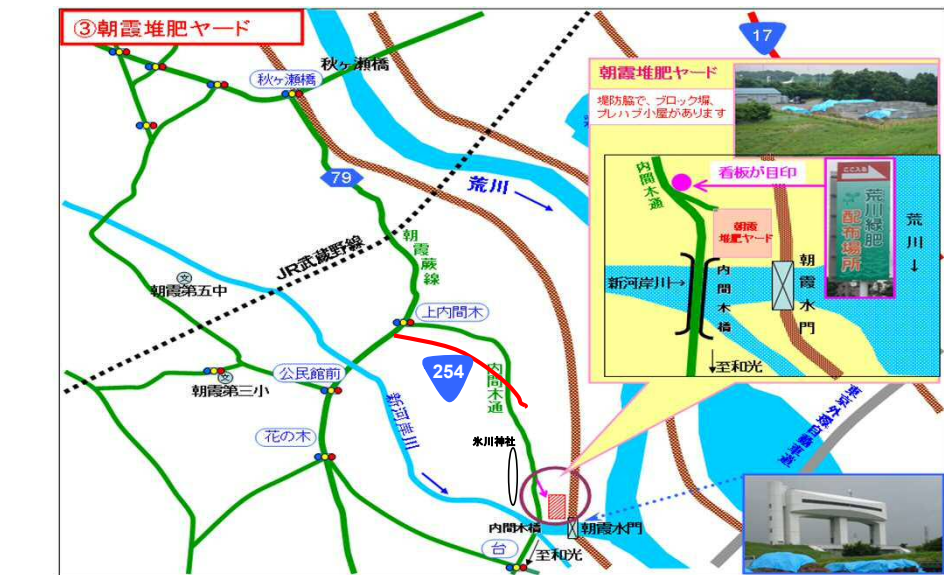 ③朝霞堆肥ヤード
秋ヶ瀬橋
秋ヶ瀬橋
17
79
荒川
JR武蔵野線
朝霞蕨線
朝霞第五中
上内間木
254
公民館前
朝霞第三小
新河岸川
内間木通
花の木
氷川神社
内間木橋
朝霞水門
台
至和光
東京外環自動車道
朝霞堆肥ヤード
堤防脇で、ブロック塀、
プレハブ小屋があります
内間木通
看板が目印
ここ入る
荒川緑肥
配布場所
荒川↓
朝霞
堆肥ヤード
新河岸川→
内間木橋
朝霞水門
↓至和光
文
文